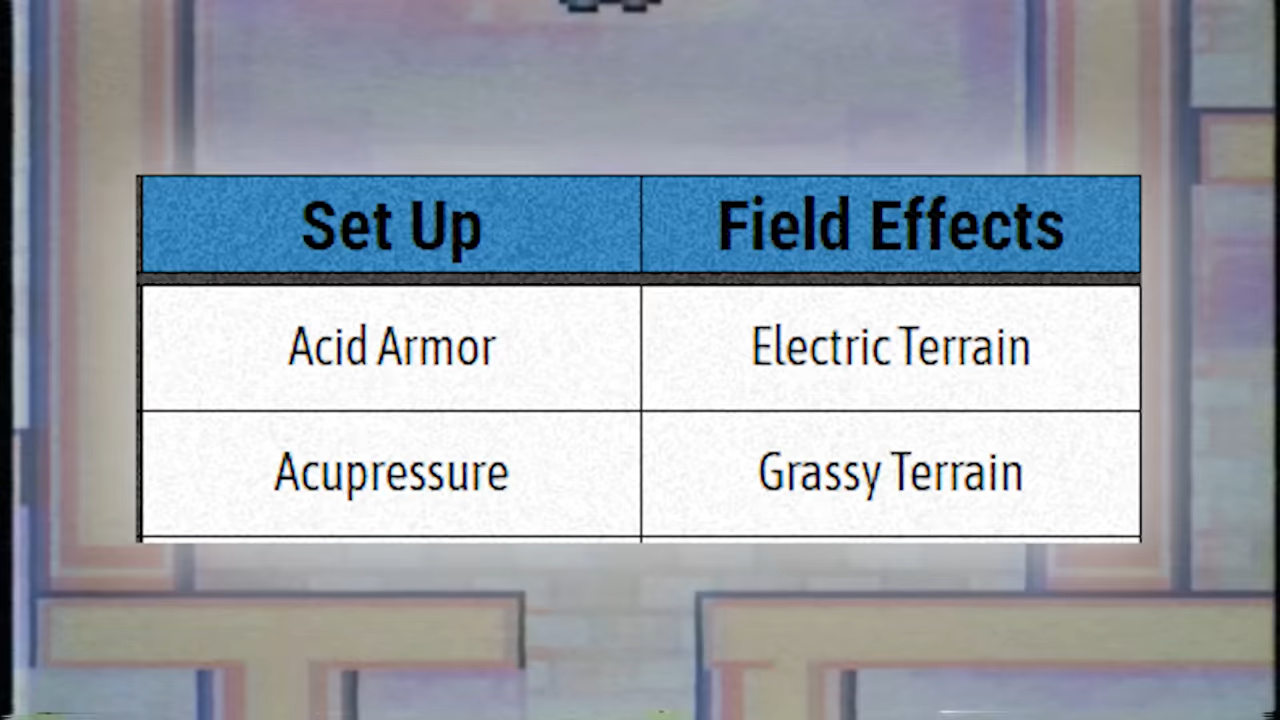 Set Up Field Effects
Acid Armor Electric Terrain
Acupressure Grassy Terrain